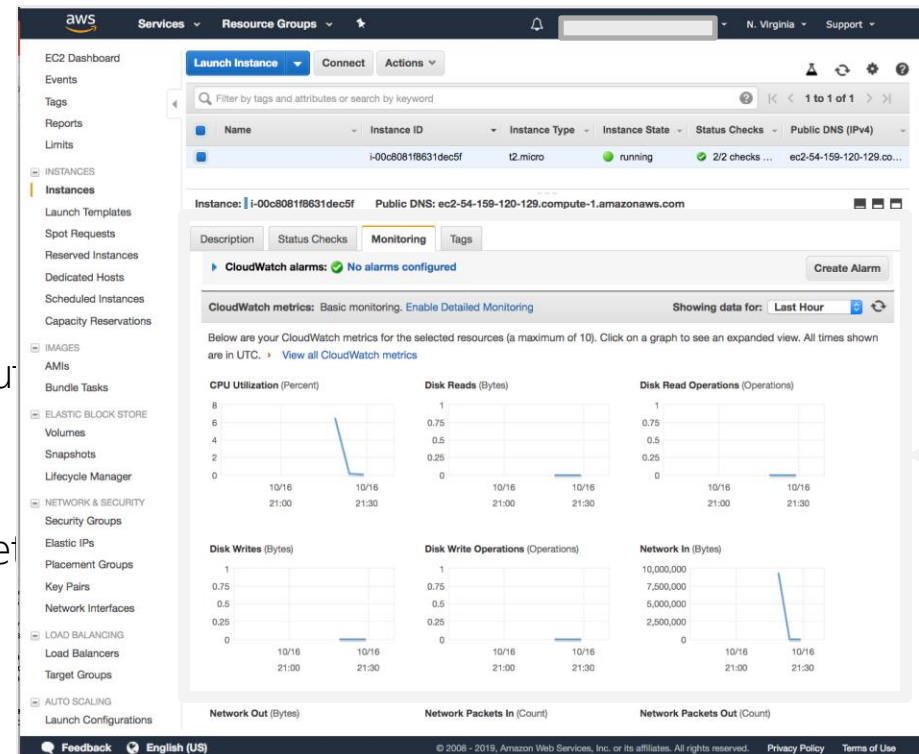 aws Services Resource Groups N. Virginia Support
EC2 Dashboard
Events
Tags
Reports
Limits
INSTANCES
Instances
Launch Templates
Spot Requests
Reserved Instances
Dedicated Hosts
Scheduled Instances
Capacity Reservations
IMAGES
AMIs
Bundle Tasks
ELASTIC BLOCK STORE
Volumes
Snapshots
Lifecycle Manager
NETWORK & SECURITY
Security Groups
Elastic IPs
Placement Groups
Key Pairs
Network Interfaces
LOAD BALANCING
Load Balancers
Target Groups
AUTO SCALING
Launch Configurations
Launch Instance Connect Actions
Filter by tags and attributes or search by keyword 1 to 1 of 1
Name Instance ID Instance Type Instance State Status Checks Public DNS (IPv4)
i-00c8081f8631dec5f t2.micro running 2/2 checks ... ec2-54-159-120-129.co...
Instance: i-00c8081f8631dec5f Public DNS: ec2-54-159-120-129.compute-1.amazonaws.com
Description Status Checks Monitoring Tags
CloudWatch alarms: No alarms configured Create Alarm
CloudWatch metrics: Basic monitoring. Enable Detailed Monitoring Showing data for: Last Hour
Below are your CloudWatch metrics for the selected resources (a maximum of 10). Click on a graph to see an expanded view. All times shown
are in UTC. View all CloudWatch metrics
CPU Utilization (Percent)
8
6
4
2
0
10/16 10/16
21:00 21:30
Disk Reads (Bytes)
1
0.75
0.5
0.25
0
10/16 10/16
21:00 21:30
Disk Read Operations (Operations)
1
0.75
0.5
0.25
0
10/16 10/16
21:00 21:30
Disk Writes (Bytes)
1
0.75
0.5
0.25
0
10/16 10/16
21:00 21:30
Disk Write Operations (Operations)
1
0.75
0.5
0.25
0
10/16 10/16
21:00 21:30
Network In (Bytes)
10,000,000
7,500,000
5,000,000
2,500,000
0
10/16 10/16
21:00 21:30
Network Out (Bytes) Network Packets In (Count) Network Packets Out (Count)
Feedback English (US) © 2008 - 2019, Amazon Web Services, Inc. or its affiliates. All rights reserved. Privacy Policy Terms of Use